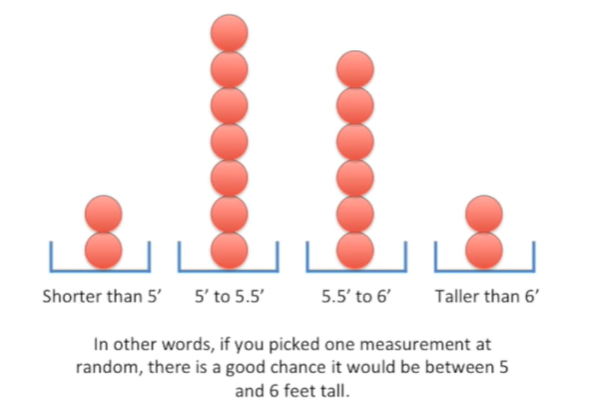 Shorter than 5′
5′ to 5.5′
5.5′ to 6′
Taller than 6′
In other words, if you picked one measurement at
random, there is a good chance it would be between 5
and 6 feet tall.